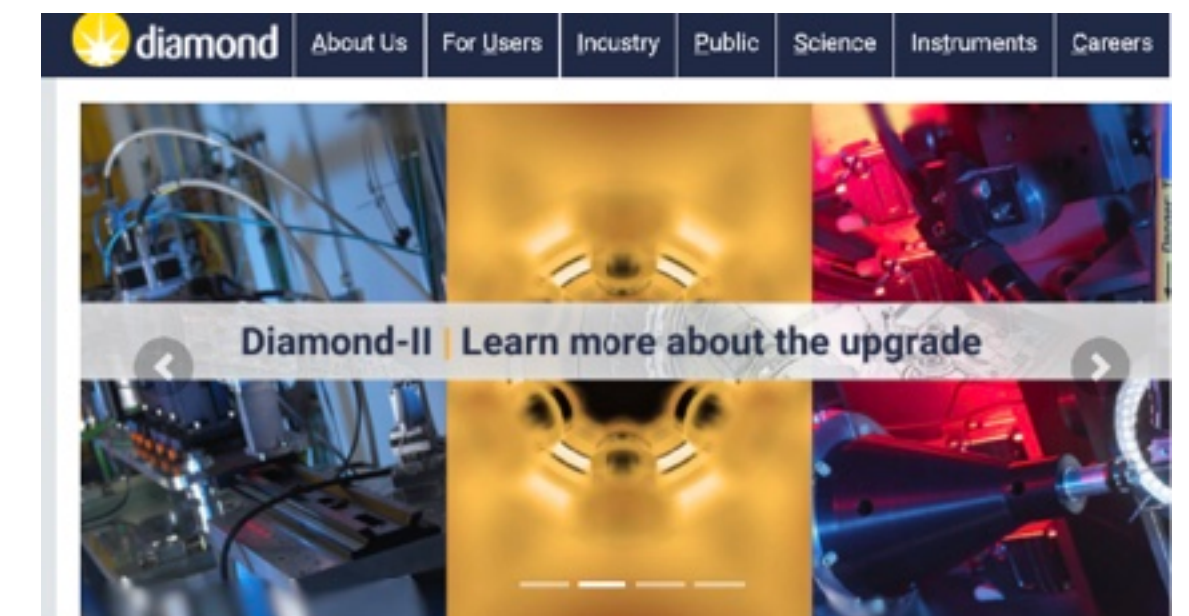 diamond About Us For Users Incustry Public Science Instruments Careers
Diamond-II | Learn more about the upgrade